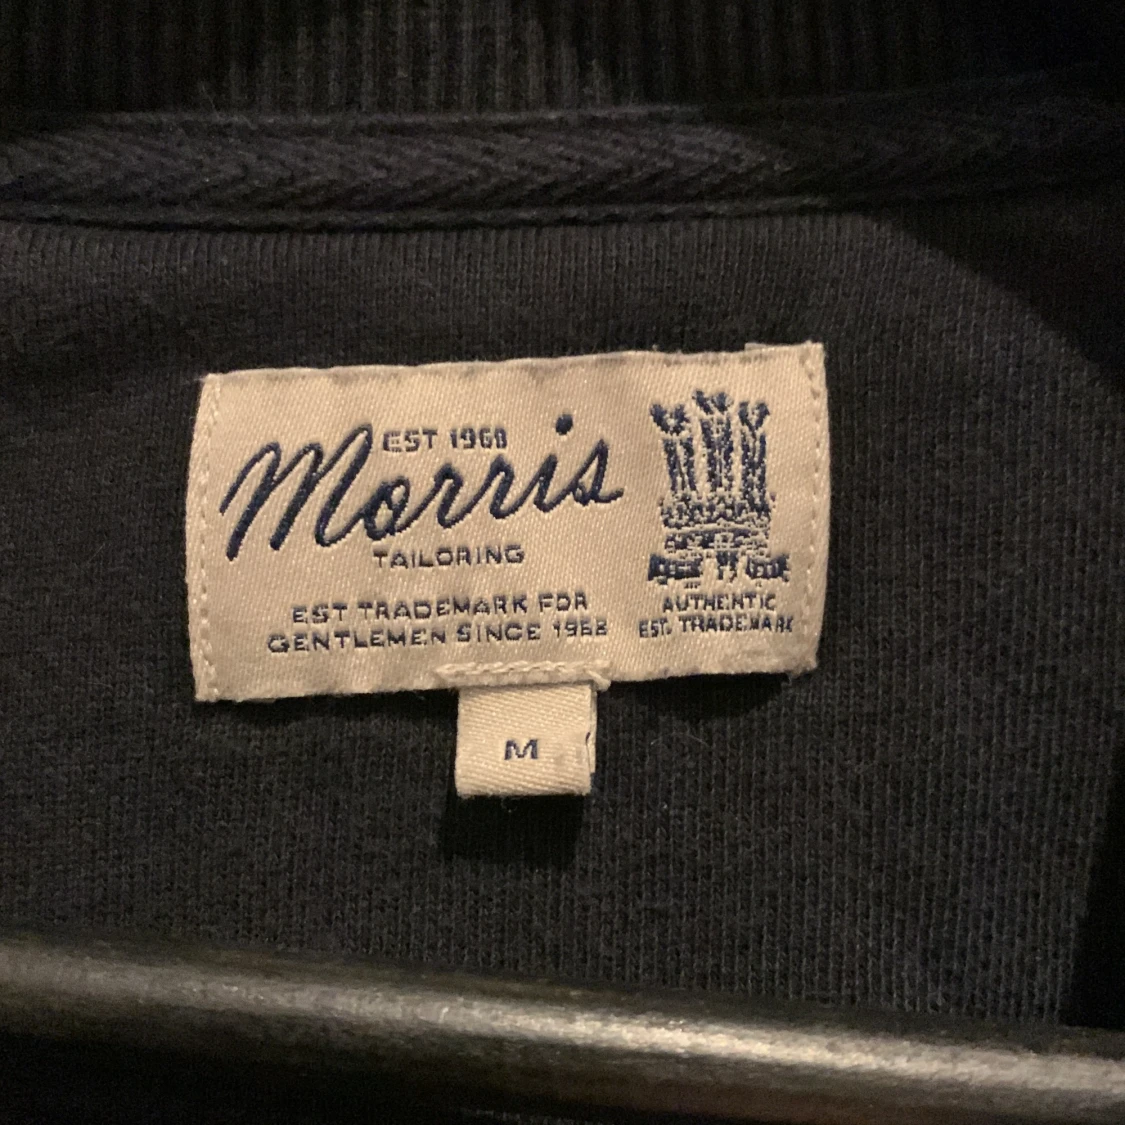 EST 1968
Morris
TAILORING
EST TRADEMARK FOR
GENTLEMEN SINCE 1968
AUTHENTIC
EST. TRADEMARK
M